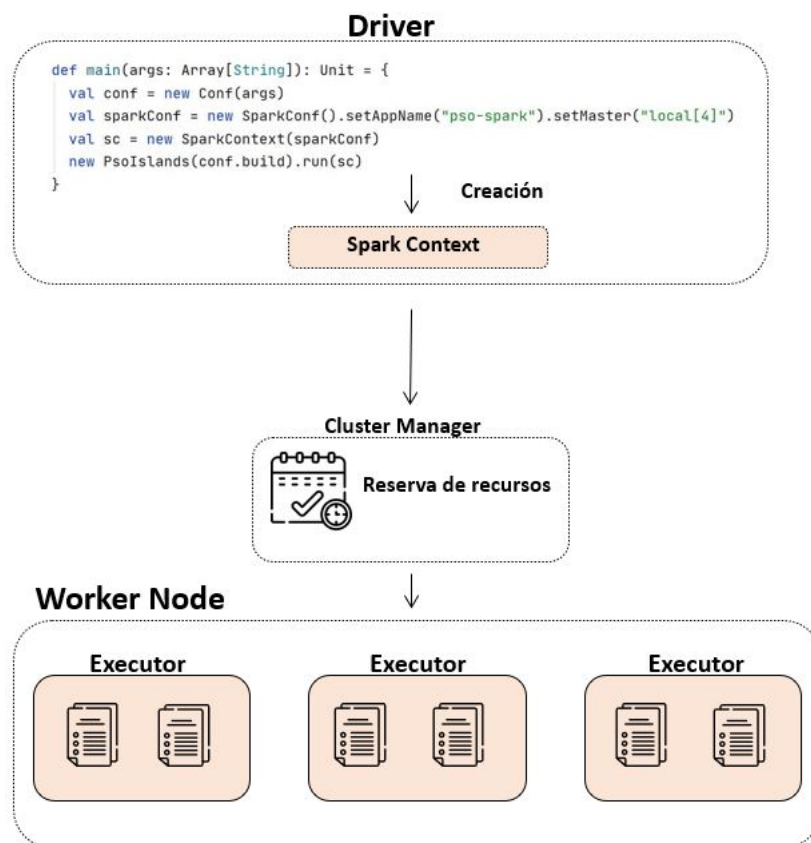 Driver
def main(args: Array[String]): Unit = {
val conf = new Conf(args)
val sparkConf = new SparkConf().setAppName("pso-spark").setMaster("local[4]")
val sc = new SparkContext(sparkConf)
new PsoIslands(conf.build).run(sc)
}
Creación
Spark Context
Cluster Manager
Reserva de recursos
Worker Node
Executor
Executor
Executor